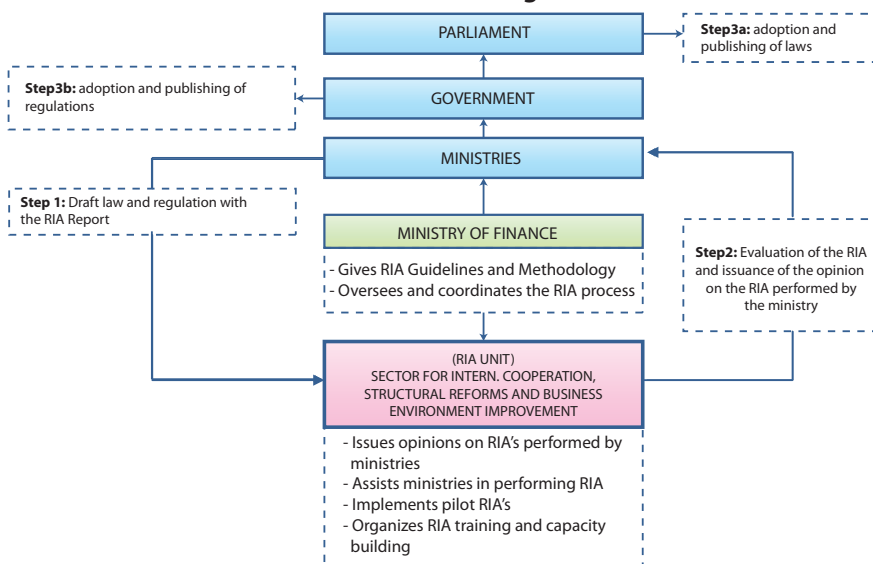 PARLIAMENT
Step3a: adoption and
publishing of laws
Step3b: adoption and publishing of
regulations
GOVERNMENT
MINISTRIES
Step 1: Draft law and regulation with
the RIA Report
MINISTRY OF FINANCE
- Gives RIA Guidelines and Methodology
- Oversees and coordinates the RIA process
Step2: Evaluation of the RIA
and issuance of the opinion
on the RIA performed by
the ministry
(RIA UNIT)
SECTOR FOR INTERN. COOPERATION,
STRUCTURAL REFORMS AND BUSINESS
ENVIRONMENT IMPROVEMENT
- Issues opinions on RIA's performed by
ministries
- Assists ministries in performing RIA
- Implements pilot RIA's
- Organizes RIA training and capacity
building